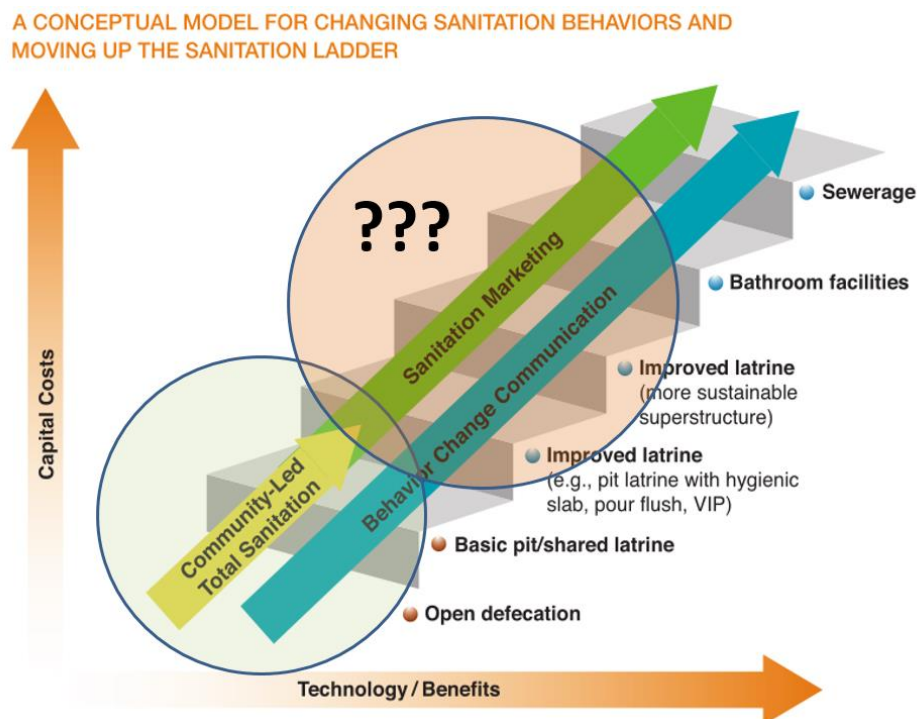 A CONCEPTUAL MODEL FOR CHANGING SANITATION BEHAVIORS AND
MOVING UP THE SANITATION LADDER
???
Capital Costs
Sanitation Marketing
Behavior Change Communication
Community-Led
Total Sanitation
Sewerage
Bathroom facilities
Improved latrine
(more sustainable
superstructure)
Improved latrine
(e.g., pit latrine with hygienic
slab, pour flush, VIP)
Basic pit/shared latrine
Open defecation
Technology / Benefits